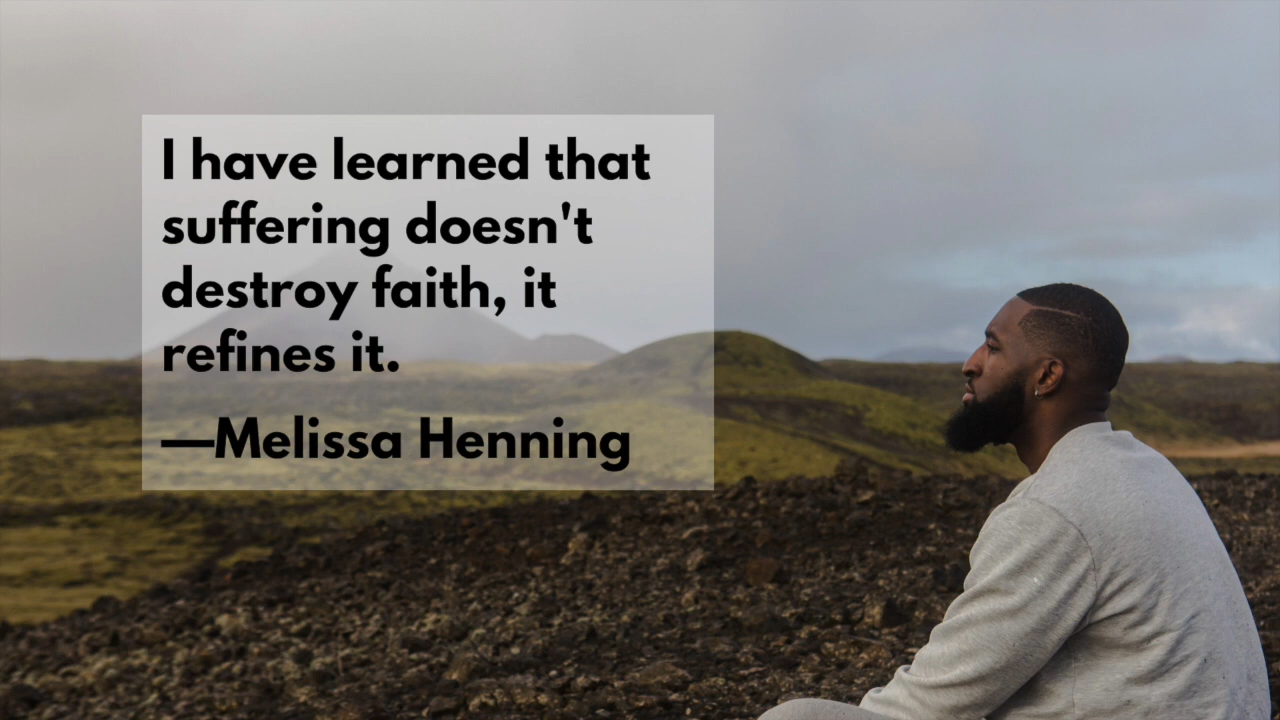 I have learned that
suffering doesn't
destroy faith, it
refines it.
—Melissa Henning